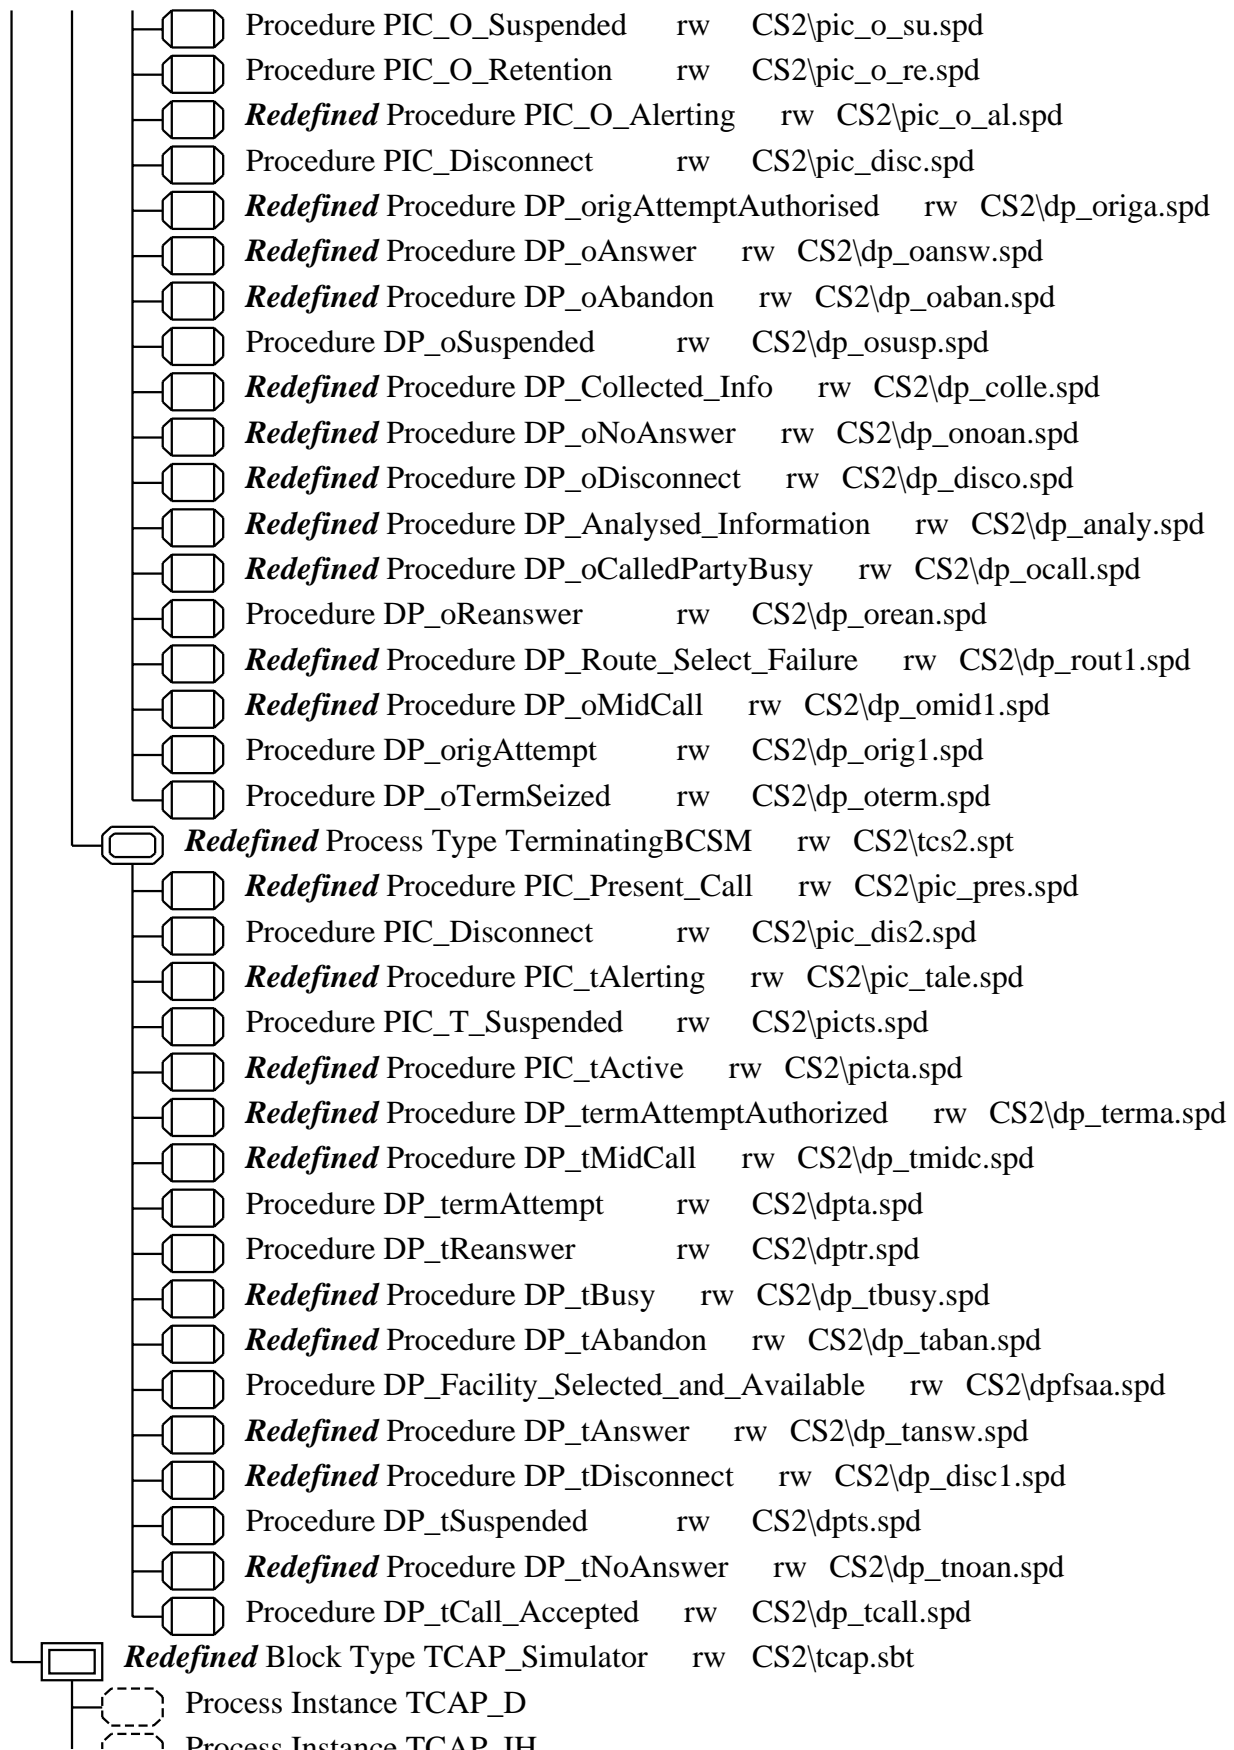 Procedure PIC_O_Suspended rw CS2\pic_o_su.spd
Procedure PIC_O_Retention rw CS2\pic_o_re.spd
Redefined Procedure PIC_O_Alerting rw CS2\pic_o_al.spd
Procedure PIC_Disconnect rw CS2\pic_disc.spd
Redefined Procedure DP_origAttemptAuthorised rw CS2\dp_origa.spd
Redefined Procedure DP_oAnswer rw CS2\dp_oansw.spd
Redefined Procedure DP_oAbandon rw CS2\dp_oaban.spd
Procedure DP_oSuspended rw CS2\dp_osusp.spd
Redefined Procedure DP_Collected_Info rw CS2\dp_colle.spd
Redefined Procedure DP_oNoAnswer rw CS2\dp_onoan.spd
Redefined Procedure DP_oDisconnect rw CS2\dp_disco.spd
Redefined Procedure DP_Analysed_Information rw CS2\dp_analy.spd
Redefined Procedure DP_oCalledPartyBusy rw CS2\dp_ocall.spd
Procedure DP_oReanswer rw CS2\dp_orean.spd
Redefined Procedure DP_Route_Select_Failure rw CS2\dp_rout1.spd
Redefined Procedure DP_oMidCall rw CS2\dp_omid1.spd
Procedure DP_origAttempt rw CS2\dp_orig1.spd
Procedure DP_oTermSeized rw CS2\dp_oterm.spd
Redefined Process Type TerminatingBCSM rw CS2\tcs2.spt
Redefined Procedure PIC_Present_Call rw CS2\pic_pres.spd
Procedure PIC_Disconnect rw CS2\pic_dis2.spd
Redefined Procedure PIC_tAlerting rw CS2\pic_tale.spd
Procedure PIC_T_Suspended rw CS2\picts.spd
Redefined Procedure PIC_tActive rw CS2\picta.spd
Redefined Procedure DP_termAttemptAuthorized rw CS2\dp_terma.spd
Redefined Procedure DP_tMidCall rw CS2\dp_tmidc.spd
Procedure DP_termAttempt rw CS2\dpta.spd
Procedure DP_tReanswer rw CS2\dptr.spd
Redefined Procedure DP_tBusy rw CS2\dp_tbusy.spd
Redefined Procedure DP_tAbandon rw CS2\dp_taban.spd
Procedure DP_Facility_Selected_and_Available rw CS2\dpfsaa.spd
Redefined Procedure DP_tAnswer rw CS2\dp_tansw.spd
Redefined Procedure DP_tDisconnect rw CS2\dp_disc1.spd
Procedure DP_tSuspended rw CS2\dpts.spd
Redefined Procedure DP_tNoAnswer rw CS2\dp_tnoan.spd
Procedure DP_tCall_Accepted rw CS2\dp_tcall.spd
Redefined Block Type TCAP_Simulator rw CS2\tcap.sbt
Process Instance TCAP_D
Process Instance TCAP_IH